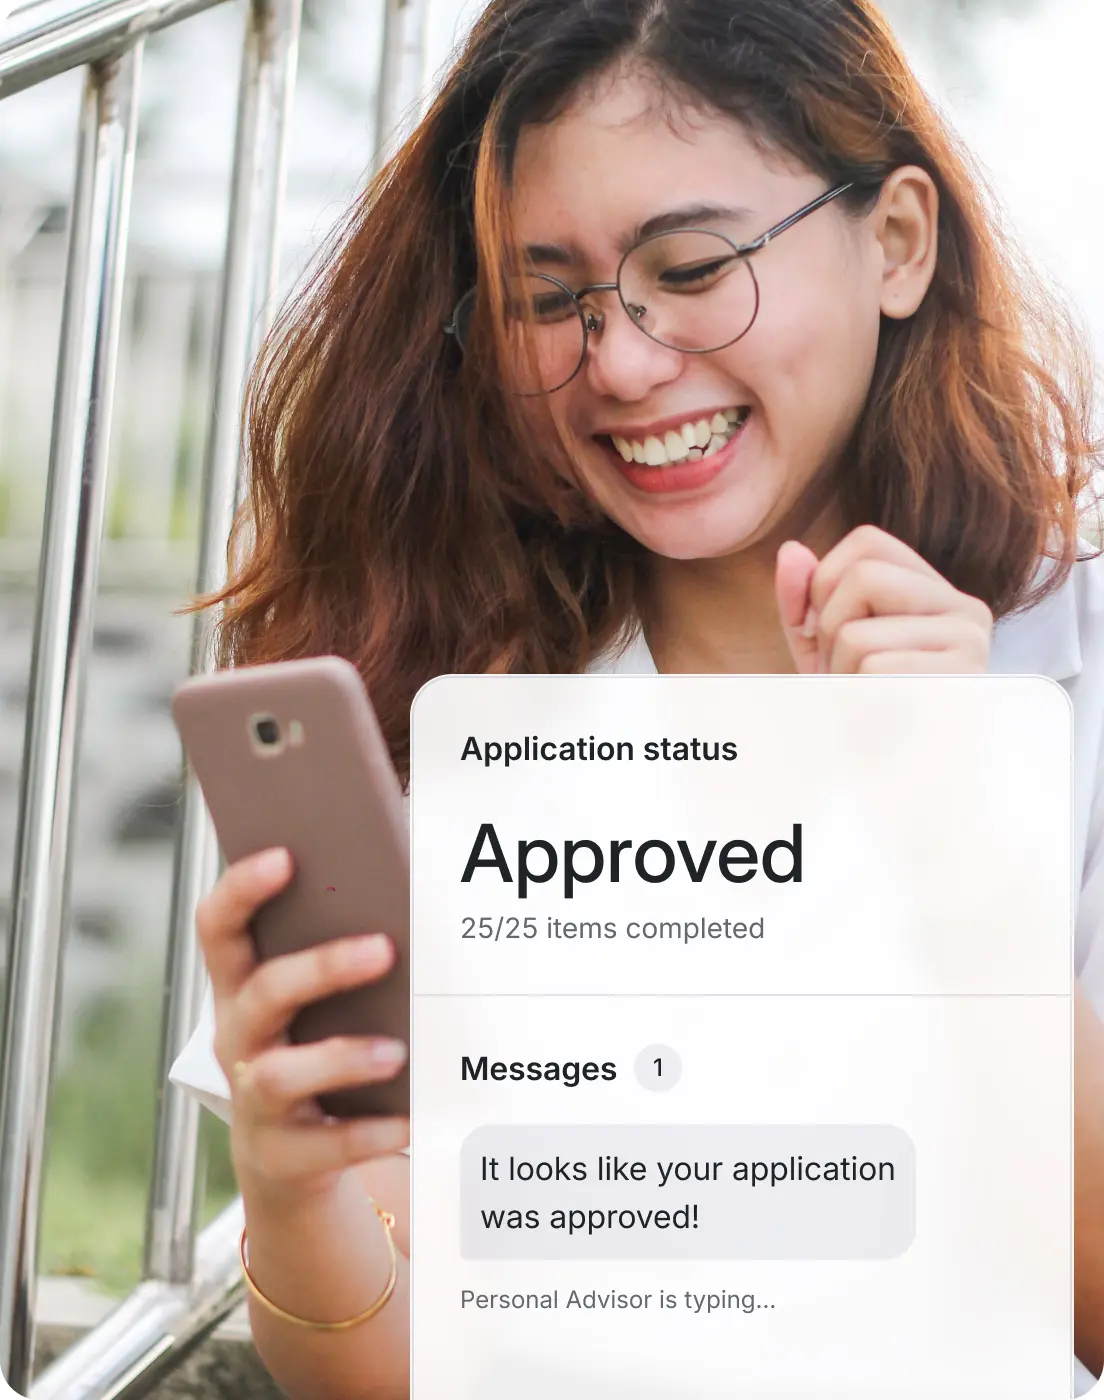 Application status
Approved
25/25 items completed
Messages 1
It looks like your application
was approved!
Personal Advisor is typing...